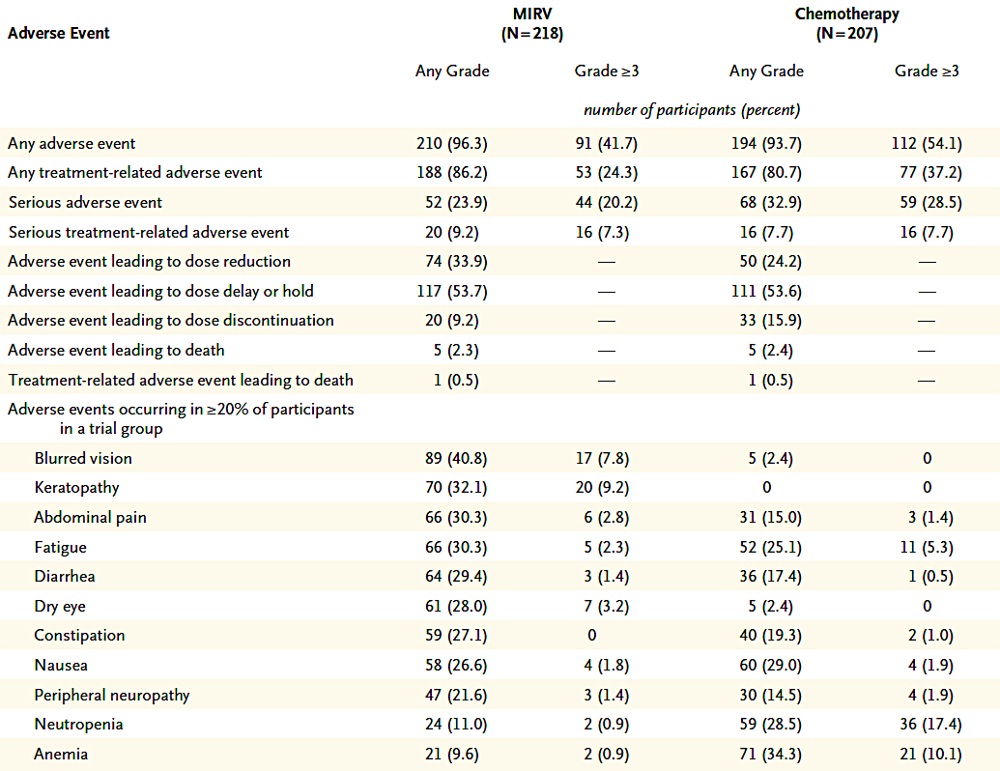 MIRV Chemotherapy
Adverse Event (N=218) (N=207)
Any Grade Grade ≥3 Any Grade Grade ≥3
number of participants (percent)
Any adverse event 210 (96.3) 91 (41.7) 194 (93.7) 112 (54.1)
Any treatment-related adverse event 188 (86.2) 53 (24.3) 167 (80.7) 77 (37.2)
Serious adverse event 52 (23.9) 44 (20.2) 68 (32.9) 59 (28.5)
Serious treatment-related adverse event 20 (9.2) 16 (7.3) 16 (7.7) 16 (7.7)
Adverse event leading to dose reduction 74 (33.9) — 50 (24.2) —
Adverse event leading to dose delay or hold 117 (53.7) — 111 (53.6) —
Adverse event leading to dose discontinuation 20 (9.2) — 33 (15.9) —
Adverse event leading to death 5 (2.3) — 5 (2.4) —
Treatment-related adverse event leading to death 1 (0.5) — 1 (0.5) —
Adverse events occurring in ≥20% of participants
in a trial group
Blurred vision 89 (40.8) 17 (7.8) 5 (2.4) 0
Keratopathy 70 (32.1) 20 (9.2) 0 0
Abdominal pain 66 (30.3) 6 (2.8) 31 (15.0) 3 (1.4)
Fatigue 66 (30.3) 5 (2.3) 52 (25.1) 11 (5.3)
Diarrhea 64 (29.4) 3 (1.4) 36 (17.4) 1 (0.5)
Dry eye 61 (28.0) 7 (3.2) 5 (2.4) 0
Constipation 59 (27.1) 0 40 (19.3) 2 (1.0)
Nausea 58 (26.6) 4 (1.8) 60 (29.0) 4 (1.9)
Peripheral neuropathy 47 (21.6) 3 (1.4) 30 (14.5) 4 (1.9)
Neutropenia 24 (11.0) 2 (0.9) 59 (28.5) 36 (17.4)
Anemia 21 (9.6) 2 (0.9) 71 (34.3) 21 (10.1)